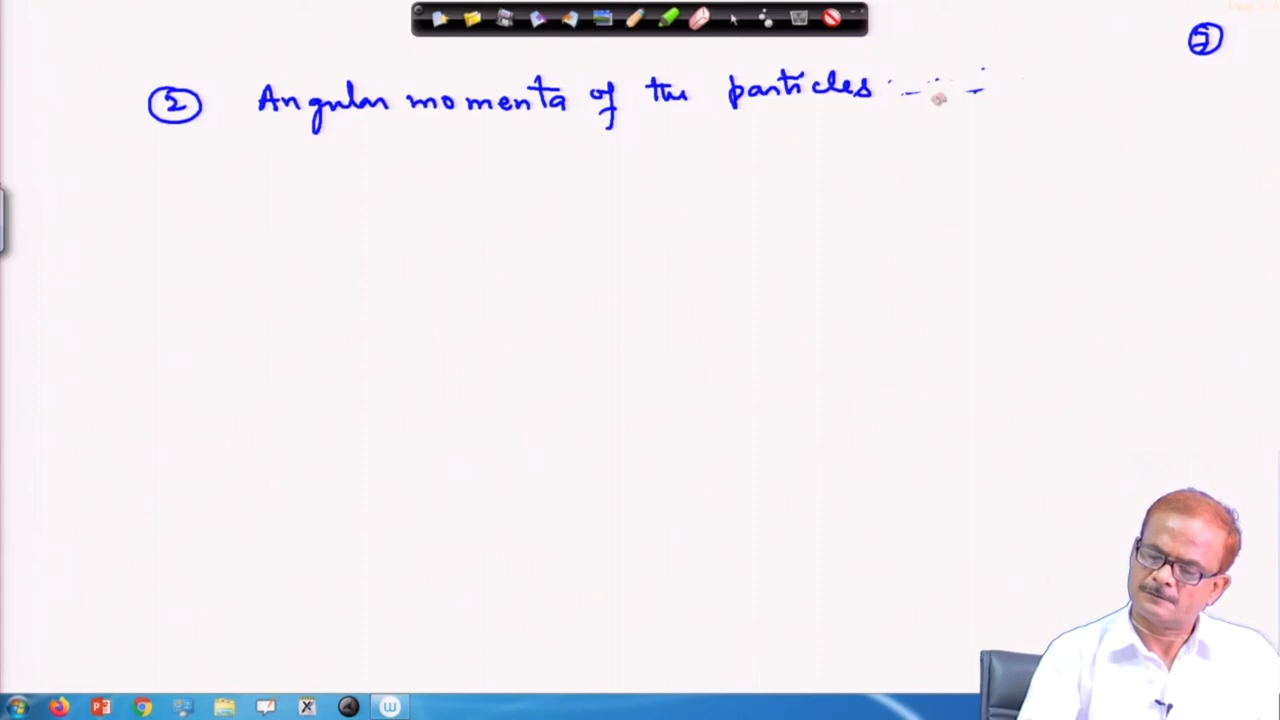 ⑤
② Angular momenta of the particles